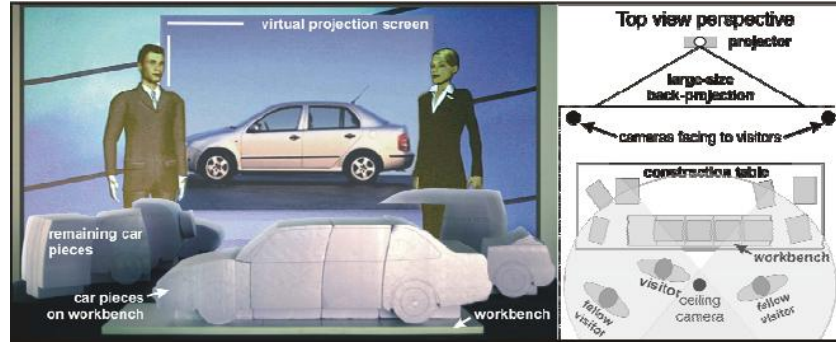 virtual projection screen
remaining car
pieces
car pieces
on workbench
workbench
Top view perspective
projector
large-size
back-projection
cameras facing to visitors
construction table
workbench
visitor
fellow
visitor
ceiling
camera
fellow
visitor